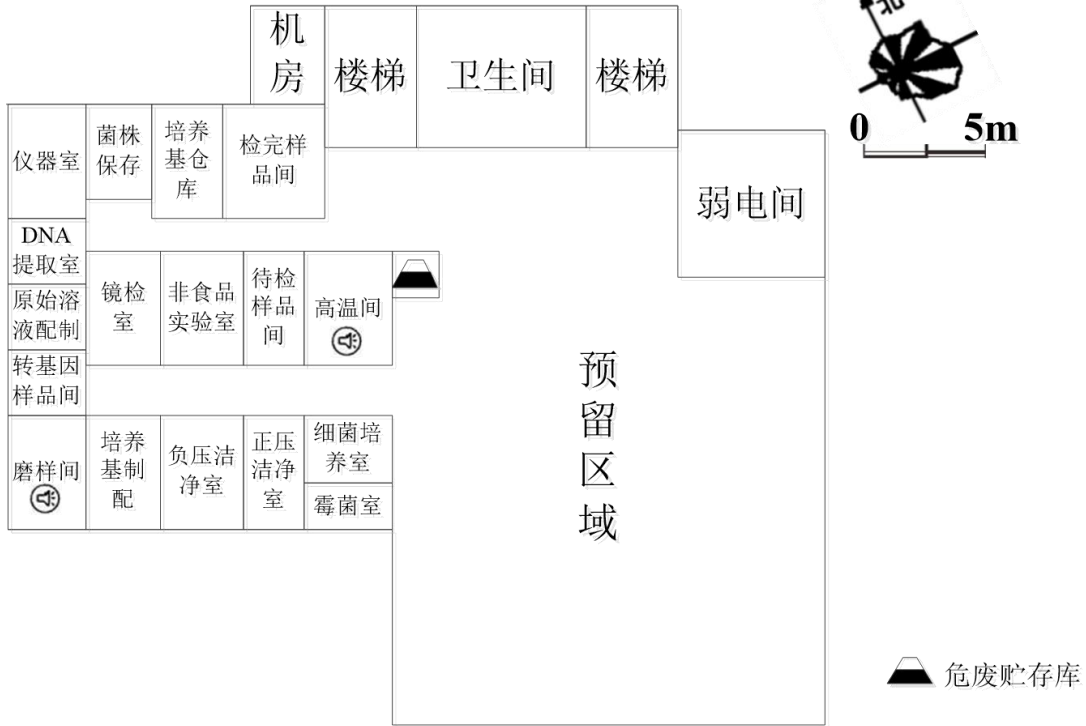 北
机
房
楼梯
卫生间
楼梯
0
5m
仪器室
菌株
保存
培养
基仓
库
检完样
品间
弱电间
DNA
提取室
原始溶
液配制
转基因
样品间
镜检
室
非食品
实验室
待检
样品
间
高温间
预
留
区
域
磨样间
培养
基制
配
负压洁
净室
正压
洁净
室
细菌培
养室
霉菌室
危废贮存库